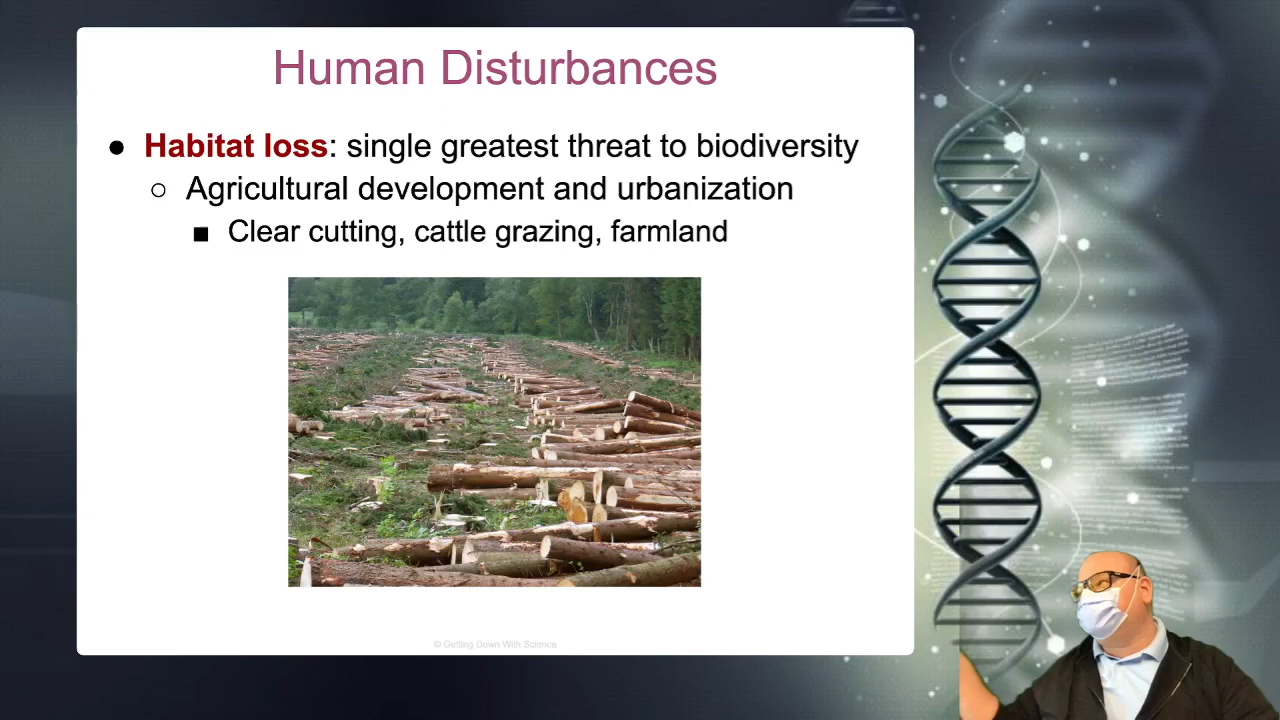 Human Disturbances
● Habitat loss: single greatest threat to biodiversity
○ Agricultural development and urbanization
■ Clear cutting, cattle grazing, farmland
© Getting Down With Science